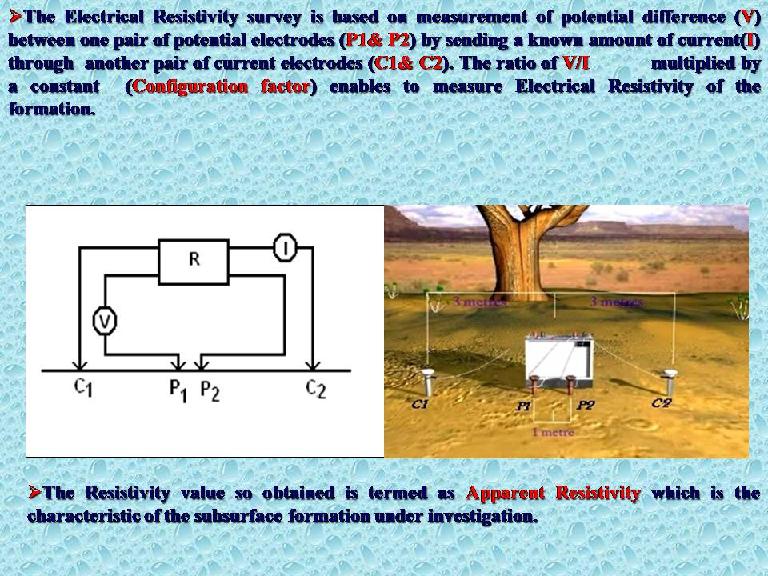 ➢The Electrical Resistivity survey is based on measurement of potential difference (V)
between one pair of potential electrodes (P1& P2) by sending a known amount of current(I)
through another pair of current electrodes (C1& C2). The ratio of V/I multiplied by
a constant (Configuration factor) enables to measure Electrical Resistivity of the
formation.
R
I
V
C1
P1
P2
C2
3 metres
3 metres
C1
P1
P2
C2
1 metre
➢The Resistivity value so obtained is termed as Apparent Resistivity which is the
characteristic of the subsurface formation under investigation.